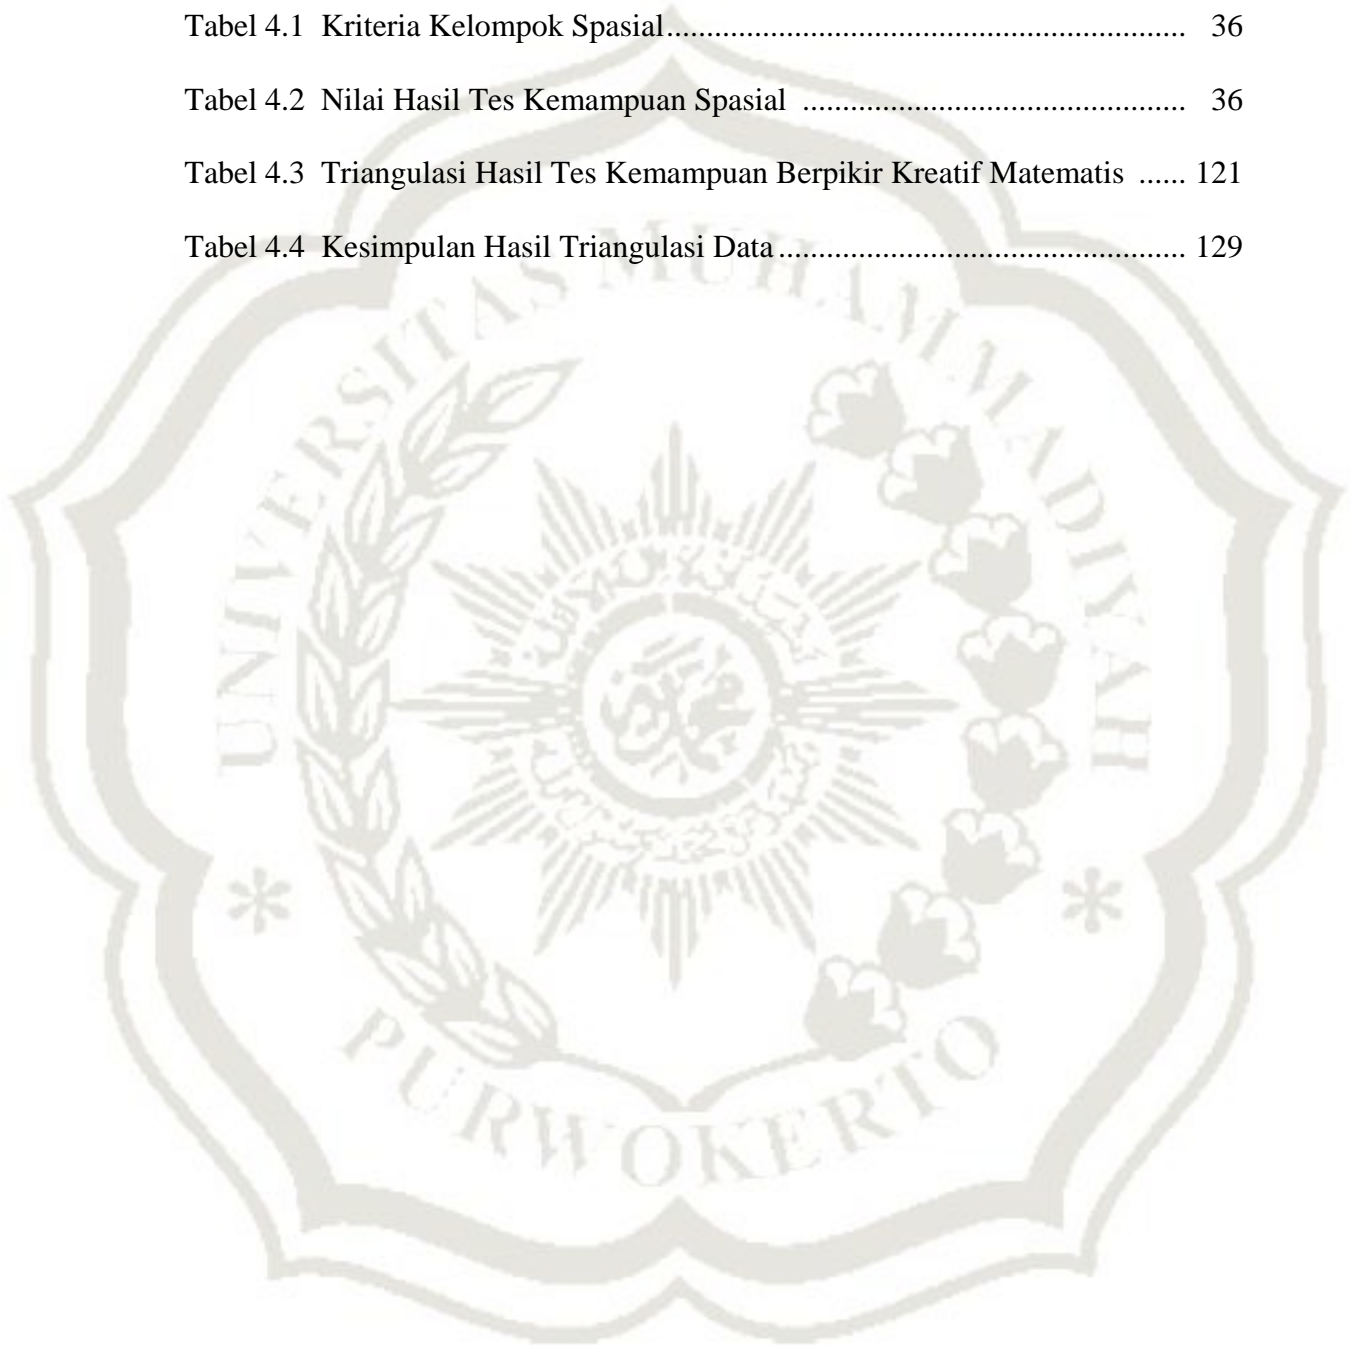 Tabel 4.1 Kriteria Kelompok Spasial.................................................................. 36
Tabel 4.2 Nilai Hasil Tes Kemampuan Spasial ................................................ 36
Tabel 4.3 Triangulasi Hasil Tes Kemampuan Berpikir Kreatif Matematis ...... 121
Tabel 4.4 Kesimpulan Hasil Triangulasi Data................................................... 129
UNIVERSITAS MUHAMMADIYAH
PURWOKERTO